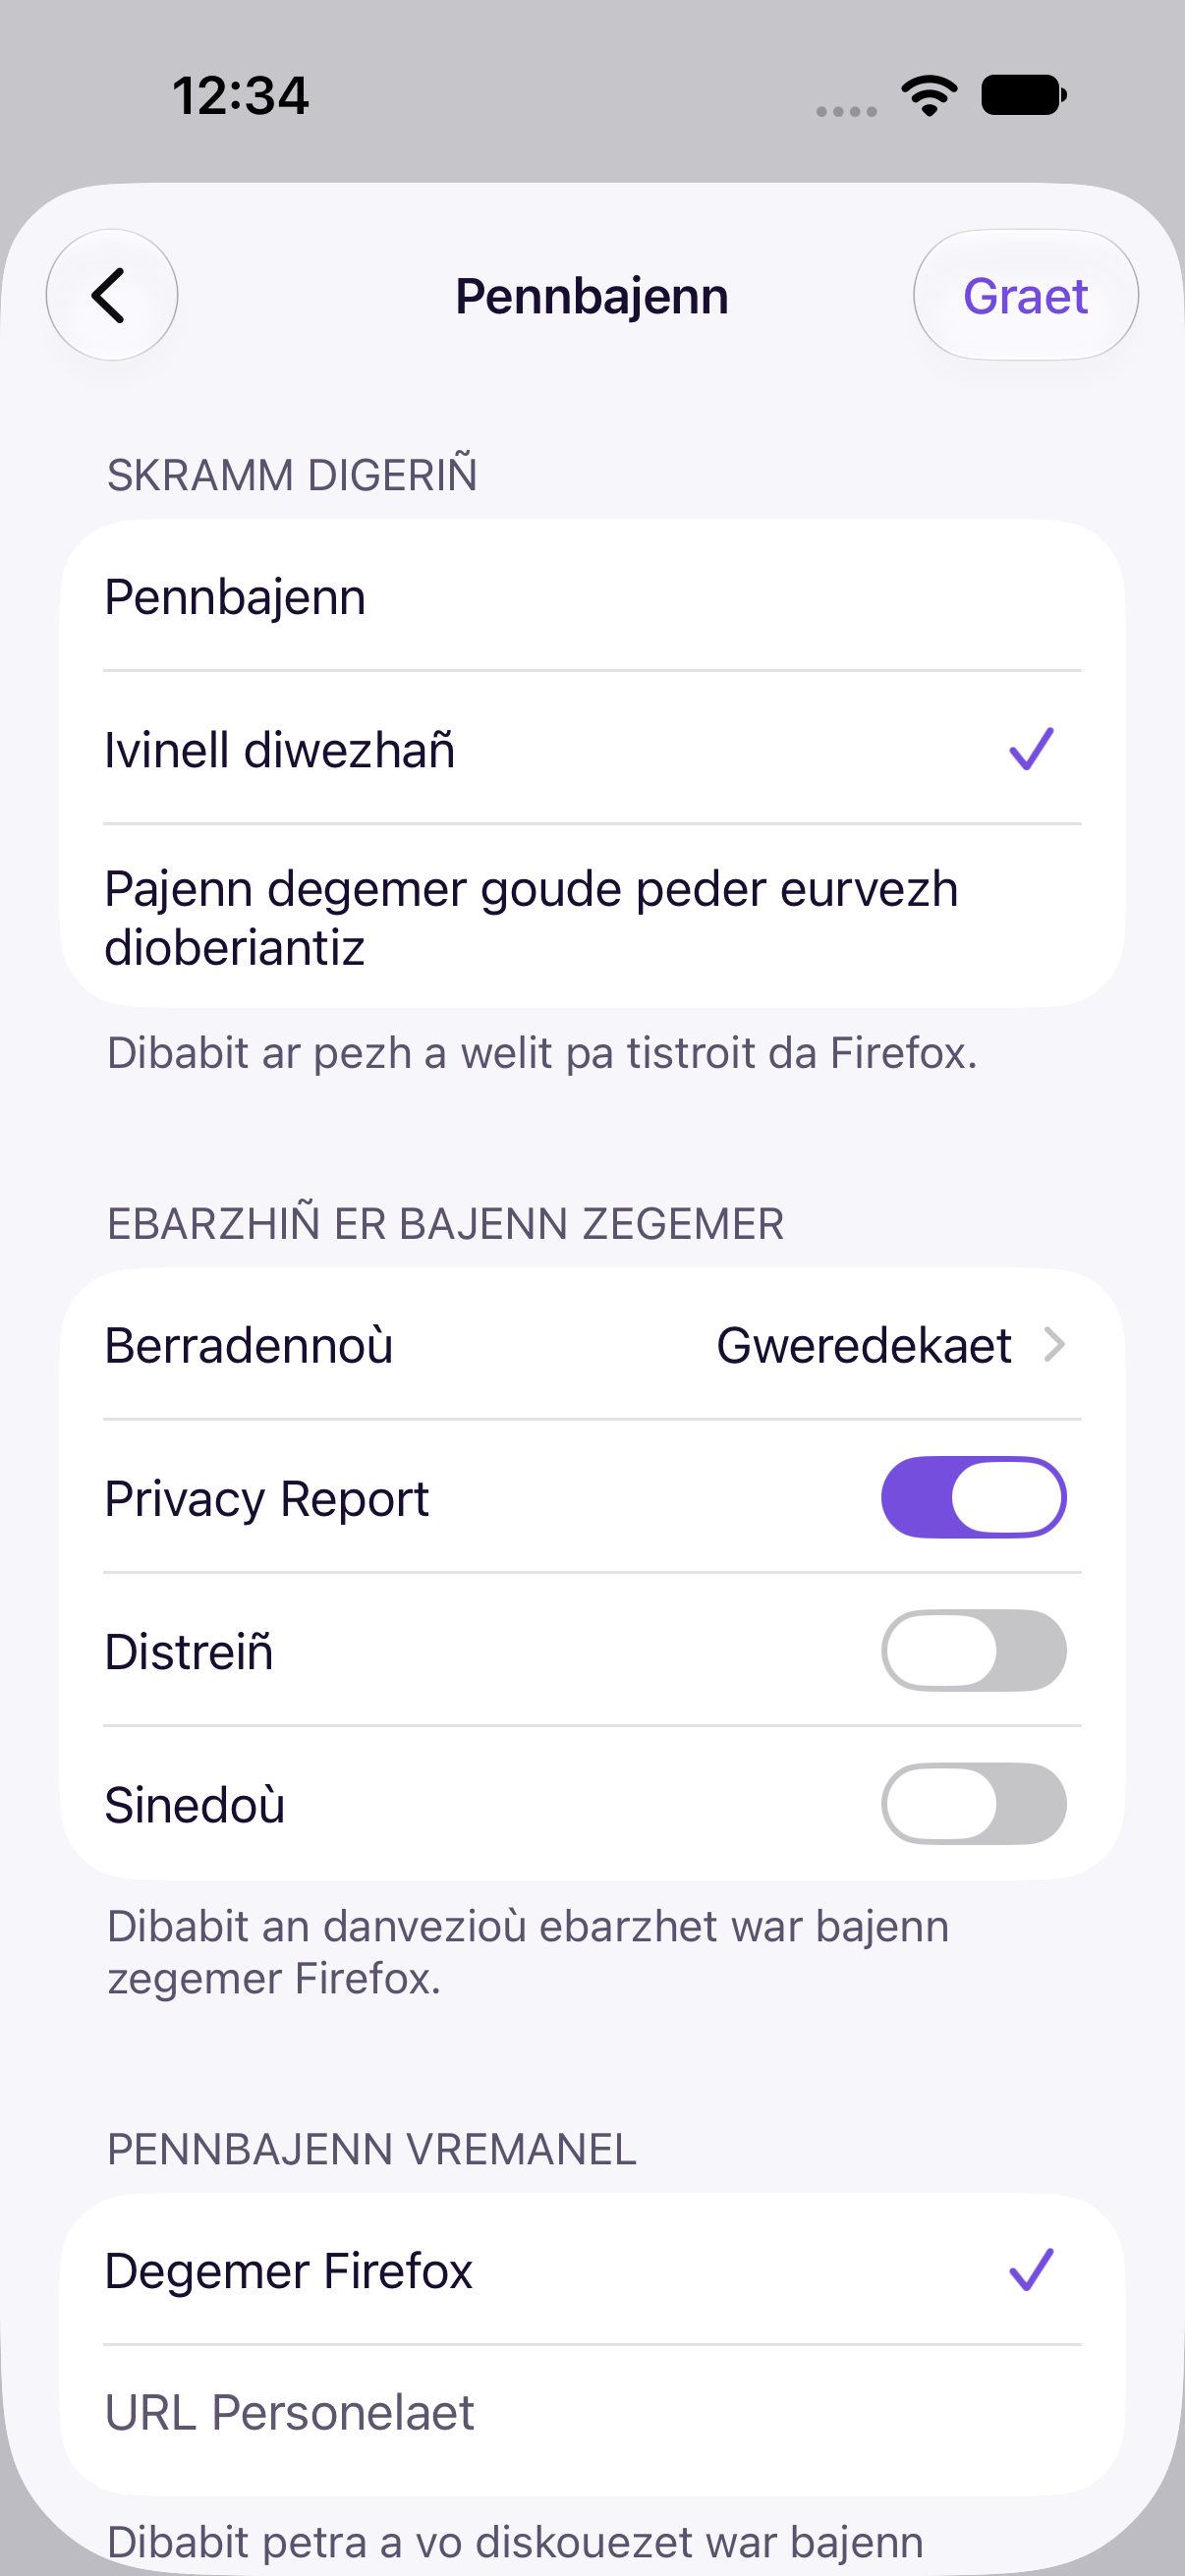 12:34
Pennbajenn
Graet
SKRAMM DIGERIÑ
Pennbajenn
Ivinell diwezhañ
Pajenn degemer goude peder eurvezh
dioberiantiz
Dibabit ar pezh a welit pa tistroit da Firefox.
EBARZHIÑ ER BAJENN ZEGEMER
Berradennoù Gweredekaet
Privacy Report
Distreiñ
Sinedoù
Dibabit an danvezioù ebarzhet war bajenn
zegemer Firefox.
PENNBAJENN VREMANEL
Degemer Firefox
URL Personelaet
Dibabit petra a vo diskouezet war bajenn